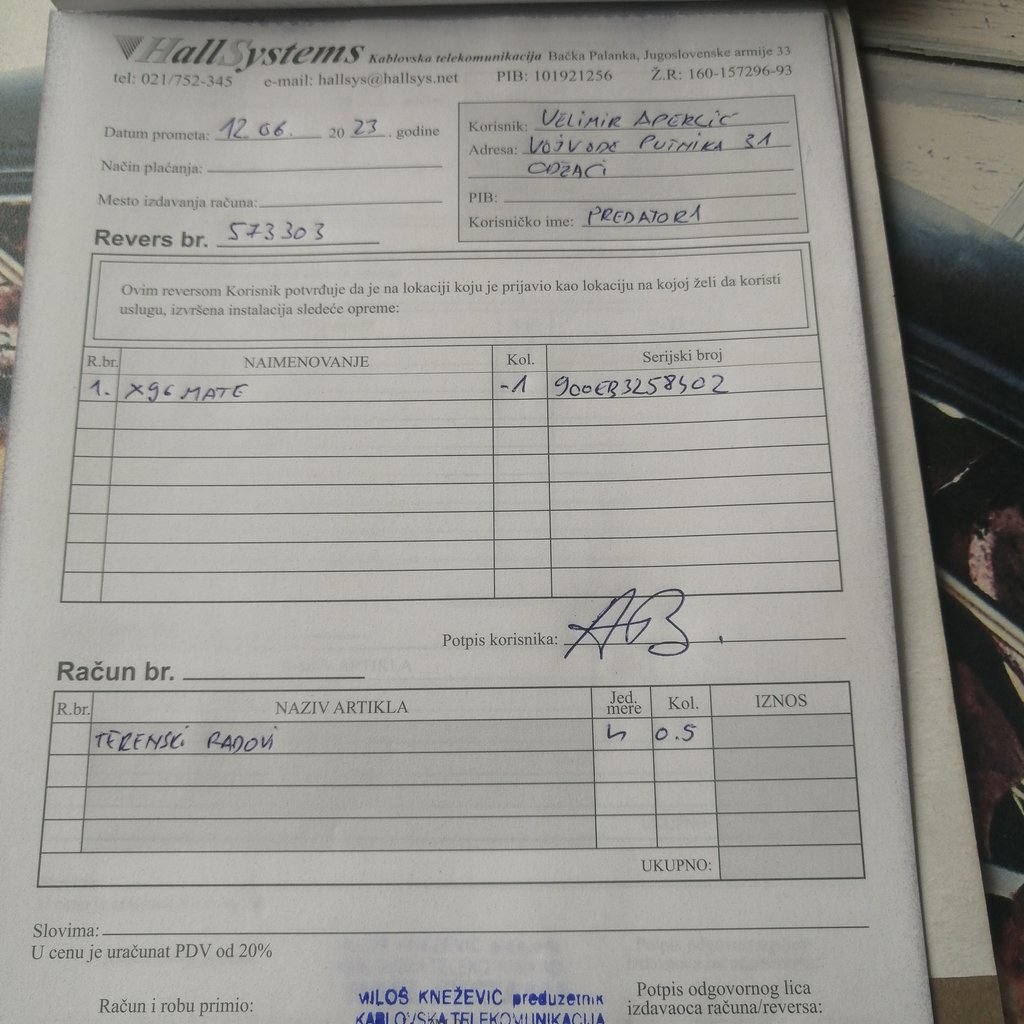 HallSystems Kablovska telekomunikacija Bačka Palanka, Jugoslovenske armije 33
tel: 021/752-345 e-mail: hallsys@hallsys.net PIB: 101921256 Ž.R: 160-157296-93
Datum prometa: 12 06. 20 23 . godine
Način plaćanja:
Mesto izdavanja računa:
Revers br. 573303
Korisnik: VELIMIR
Adresa: VOJVODE PUTNIKA 31
ODŽACI
PIB:
Korisničko ime: PREDATOR1
Ovim reversom Korisnik potvrđuje da je na lokaciji koju je prijavio kao lokaciju na kojoj želi da koristi
uslugu, izvršena instalacija sledeće opreme:
R.br. NAIMENOVANJE Kol. Serijski broj
1. X96 MATE -1 900EB3258402
Potpis korisnika:
Račun br.
R.br. NAZIV ARTIKLA Jed. mere Kol. IZNOS
TERENSKI RADOVI h 0.5
UKUPNO:
Slovima:
U cenu je uračunat PDV od 20%
Račun i robu primio:
MILOŠ KNEŽEVIĆ preduzetnik
KABLOVSKA TELEKOMUNIKACIJA
Potpis odgovornog lica
izdavaoca računa/reversa: